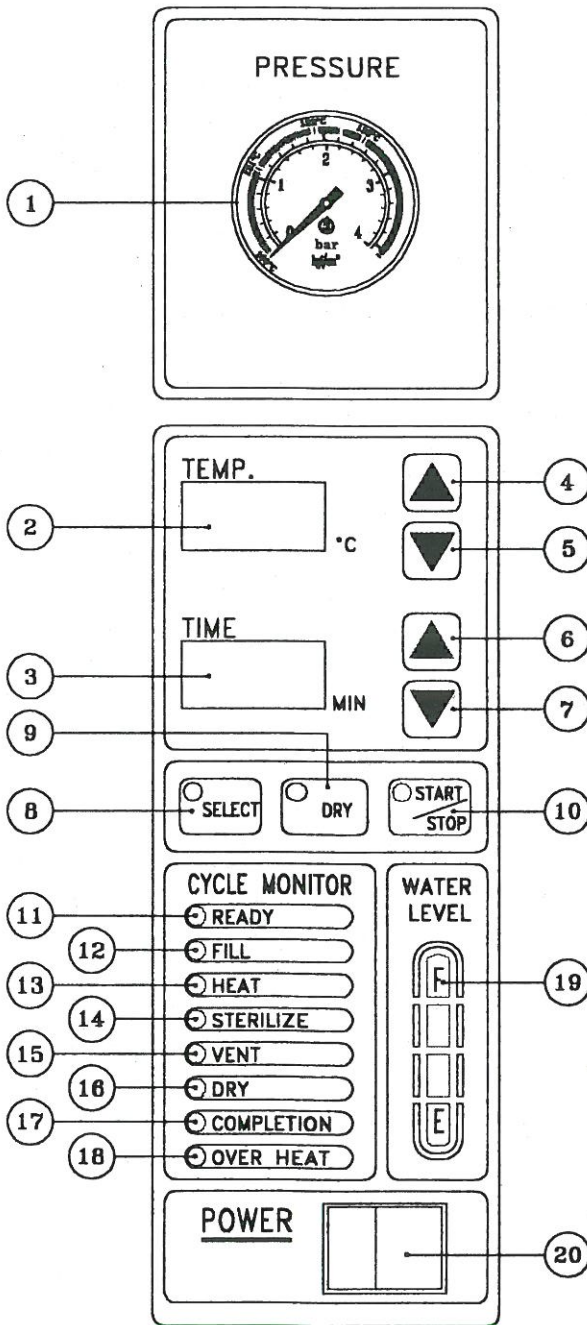 PRESSURE
0 1 2 3 4
bar
1
TEMP.
2
°C
4
5
TIME
3
MIN
6
7
9
8
SELECT
DRY
START
STOP
10
CYCLE MONITOR
WATER
LEVEL
11
READY
12
FILL
13
HEAT
14
STERILIZE
15
VENT
16
DRY
17
COMPLETION
18
OVER HEAT
F
19
E
POWER
20